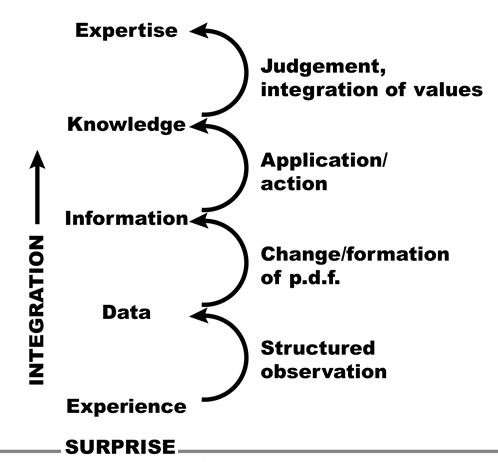 Expertise
Judgement,
integration of values
Knowledge
Application/
action
Information
Change/formation
of p.d.f.
Data
Structured
observation
Experience
INTEGRATION
SURPRISE